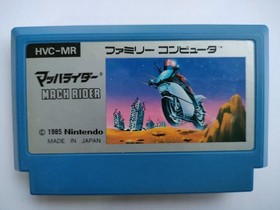 HVC-MR
ファミリー コンピュータ
マッハライダー
MACH RIDER
© 1985 Nintendo
MADE IN JAPAN